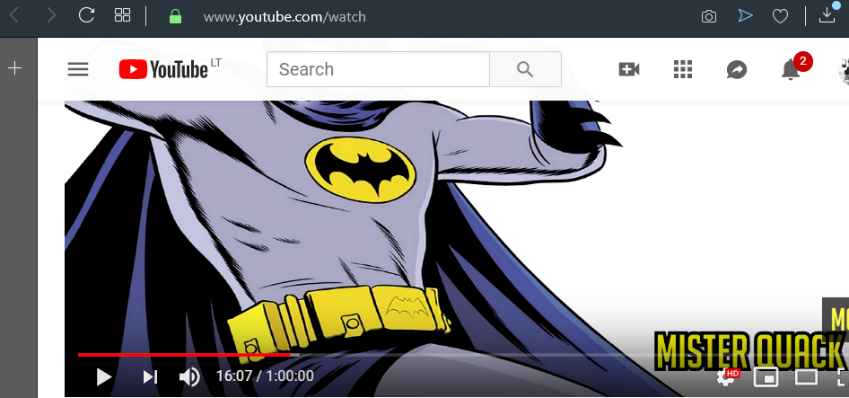 www.youtube.com/watch
YouTube LT
Search
2
MISTER QUACK
HD
16:07 / 1:00:00